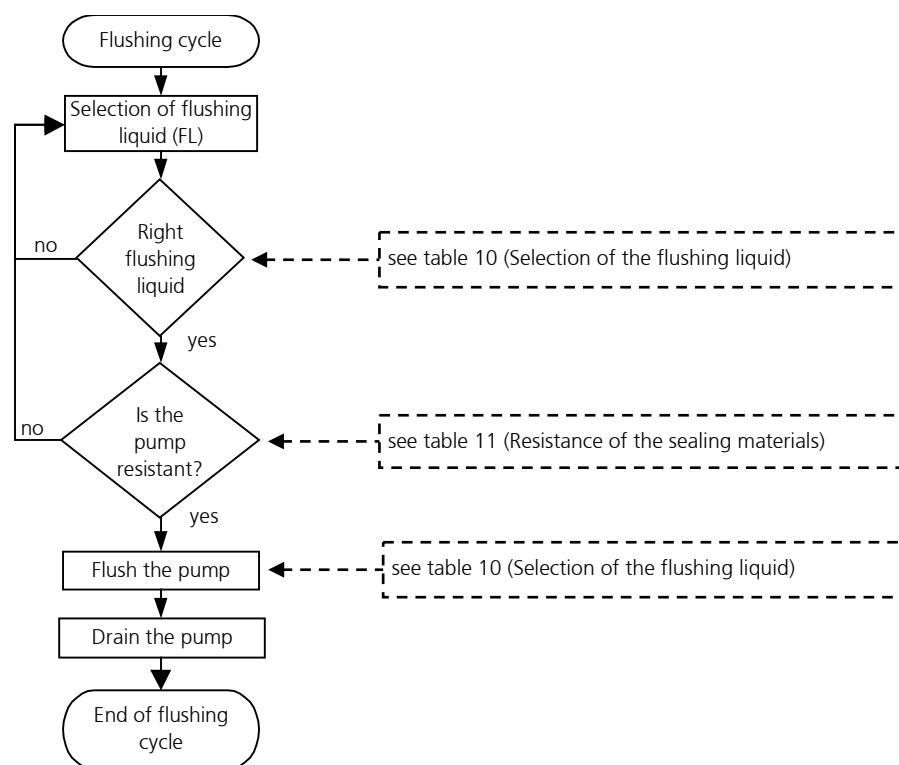 Flushing cycle
Selection of flushing
liquid (FL)
Right
flushing
liquid
no
see table 10 (Selection of the flushing liquid)
yes
Is the
pump
resistant?
no
see table 11 (Resistance of the sealing materials)
yes
Flush the pump
see table 10 (Selection of the flushing liquid)
Drain the pump
End of flushing
cycle